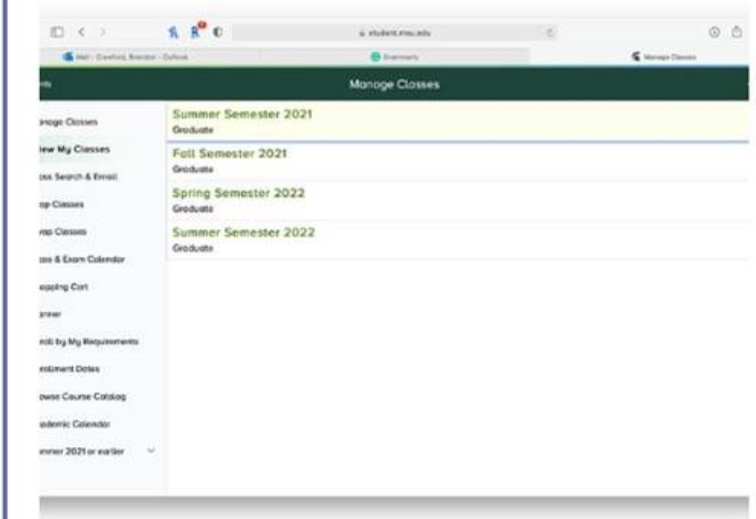 student.msu.edu
Mail - Crawford, Brandon - Outlook
Grammarly
Manage Classes
nts
Manage Classes
anage Classes
iew My Classes
ass Search & Enroll
op Classes
wap Classes
ass & Exam Calendar
opping Cart
anner
nroll by My Requirements
nrollment Dates
owse Course Catalog
ademic Calendar
mmer 2021 or earlier
Summer Semester 2021
Graduate
Fall Semester 2021
Graduate
Spring Semester 2022
Graduate
Summer Semester 2022
Graduate